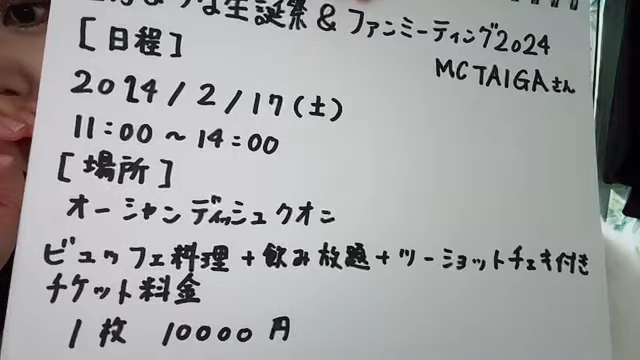 な生誕祭&ファンミーティング2024
MCTAIGAさん
[日程]
2024/2/17(土)
11:00~14:00
[場所]
オーシャンディッシュクオン
ビュッフェ料理+飲み放題+ツーショットチェキ付き
チケット料金
1枚 10000円